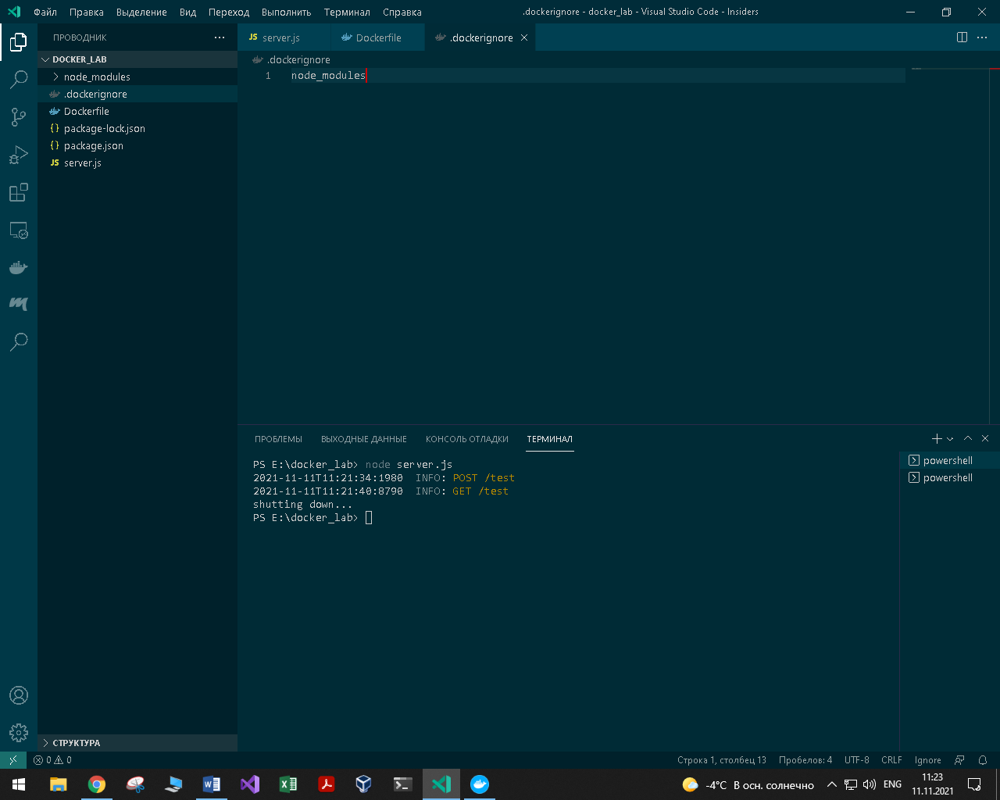 Файл Правка Выделение Вид Переход Выполнить Терминал Справка .dockerignore - docker_lab - Visual Studio Code - Insiders
ПРОВОДНИК
DOCKER_LAB
node_modules
.dockerignore
Dockerfile
{} package-lock.json
{} package.json
JS server.js
СТРУКТУРА
JS server.js Dockerfile .dockerignore
.dockerignore
1 node_modules
ПРОБЛЕМЫ ВЫХОДНЫЕ ДАННЫЕ КОНСОЛЬ ОТЛАДКИ ТЕРМИНАЛ
PS E:\docker_lab> node server.js
2021-11-11T11:21:34:1980 INFO: POST /test
2021-11-11T11:21:40:8790 INFO: GET /test
shutting down...
PS E:\docker_lab>
powershell
powershell
0 0 Строка 1, столбец 13 Пробелов: 4 UTF-8 CRLF Ignore
-4°C В осн. солнечно ENG 11:23
11.11.2021